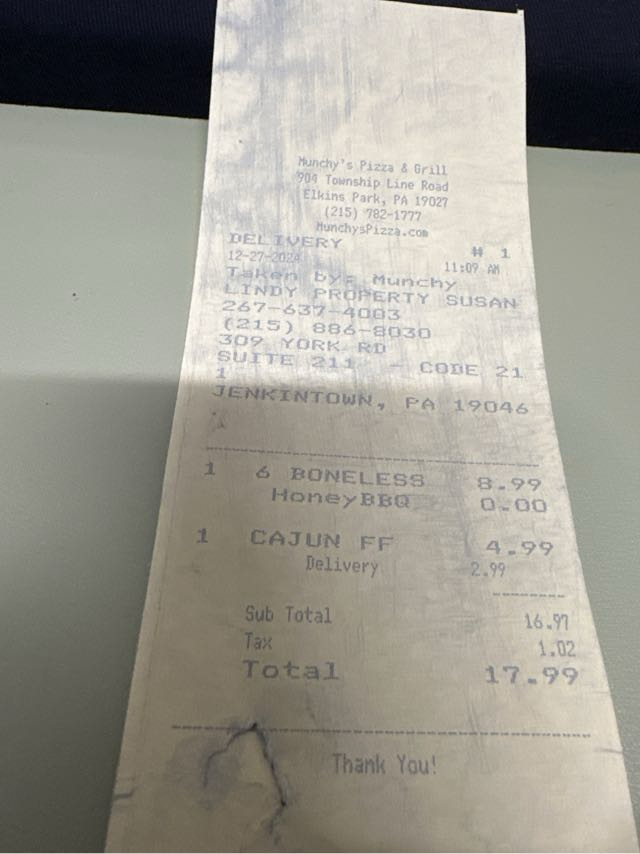 Munchy's Pizza & Grill
904 Township Line Road
Elkins Park, PA 19027
(215) 782-1777
MunchysPizza.com
DELIVERY # 1
12-27-2024 11:09 AM
Taken by: Munchy
LINDY PROPERTY SUSAN
267-637-4003
(215) 886-8030
309 YORK RD
SUITE 211 - CODE 21
1
JENKINTOWN, PA 19046
1 6 BONELESS 8.99
HoneyBBQ 0.00
1 CAJUN FF 4.99
Delivery 2.99
Sub Total 16.97
Tax 1.02
Total 17.99
Thank You!